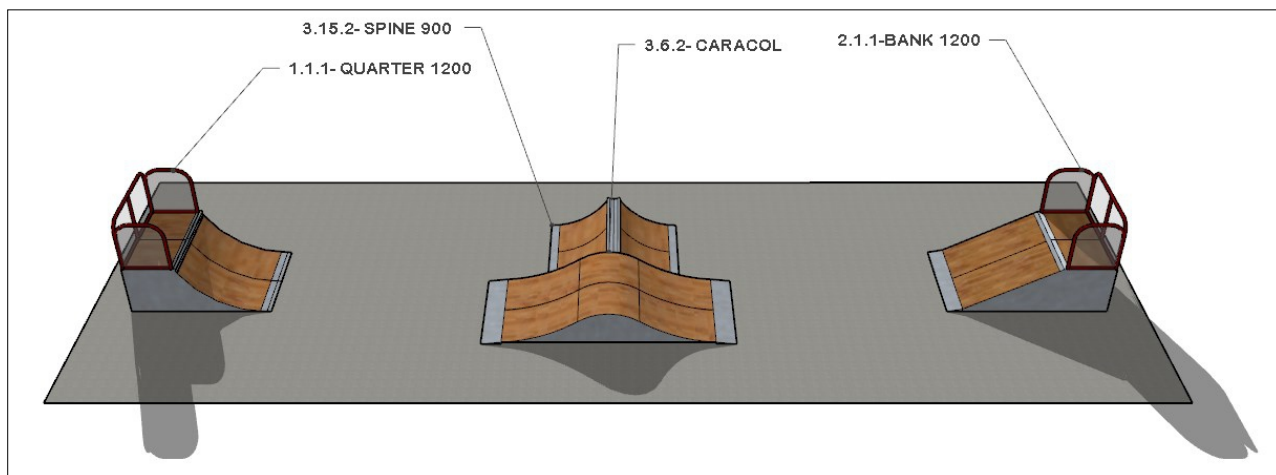 3.15.2- SPINE 900
3.6.2- CARACOL
2.1.1-BANK 1200
1.1.1- QUARTER 1200